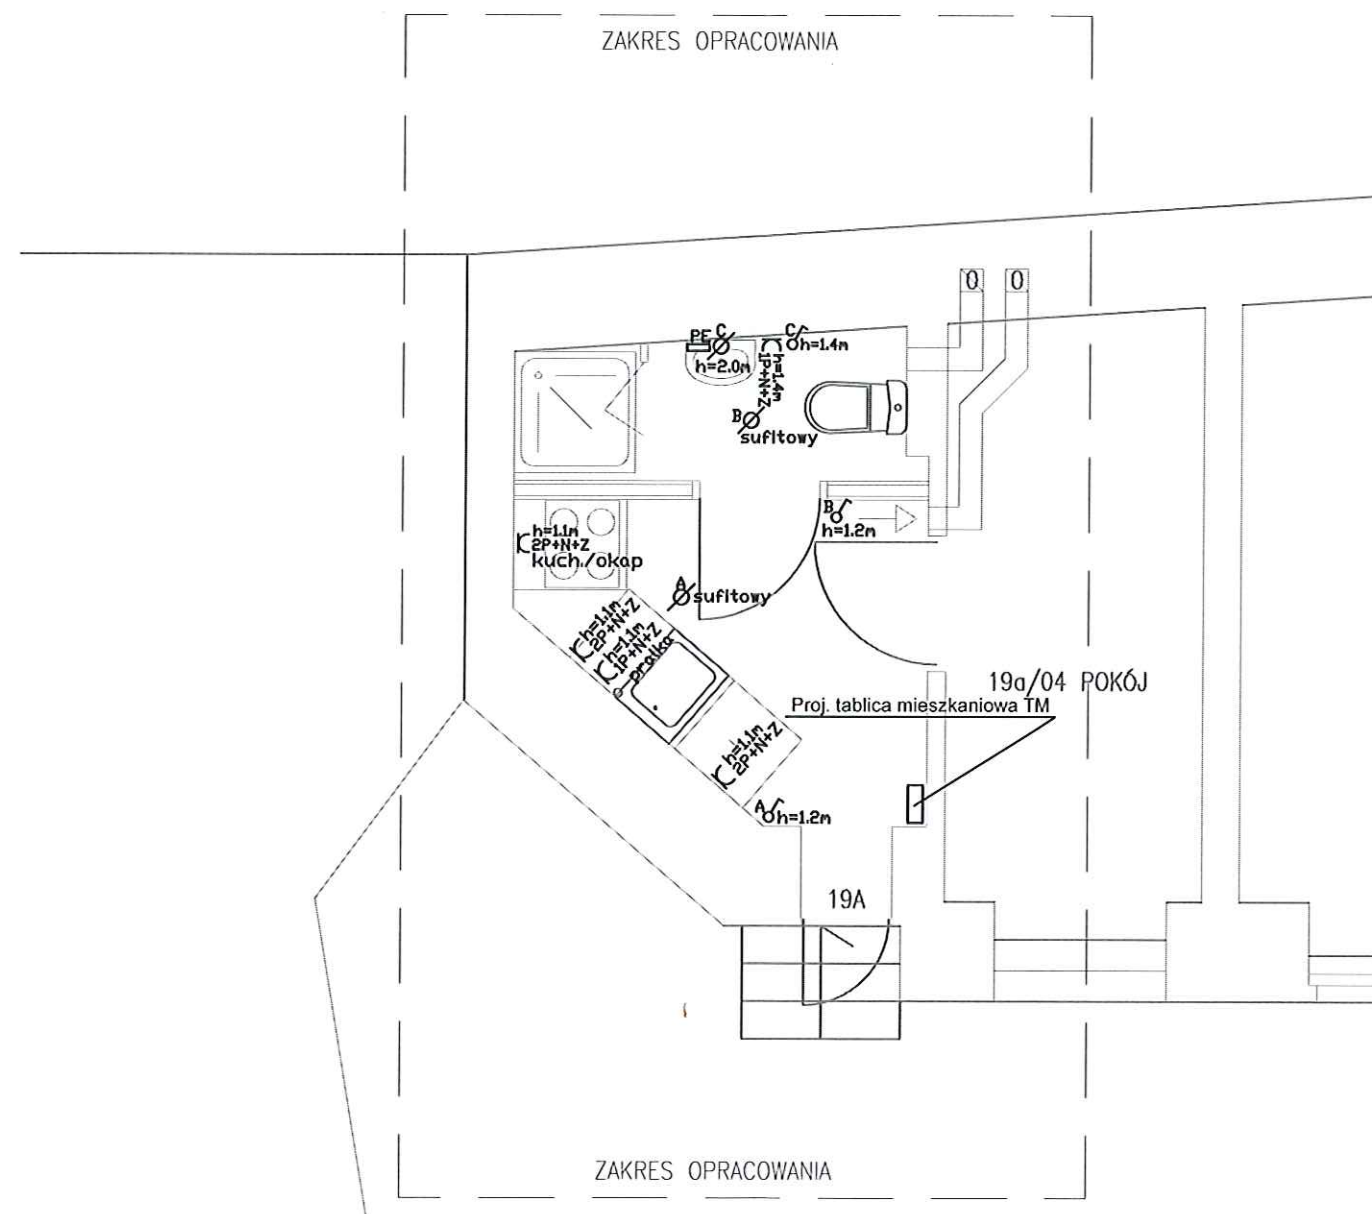 ZAKRES OPRACOWANIA
O O
PE
C
h=2.0m
C
h=1.4m
h=1.4m
1P+N+Z
B
sufitowy
B
h=1.2m
h=1.1m
2P+N+Z
kuch./okap
A
sufitowy
h=1.1m
2P+N+Z
h=1.1m
1P+N+Z
pralka
19a/04 POKÓJ
Proj. tablica mieszkaniowa TM
h=1.1m
2P+N+Z
A
h=1.2m
19A
ZAKRES OPRACOWANIA